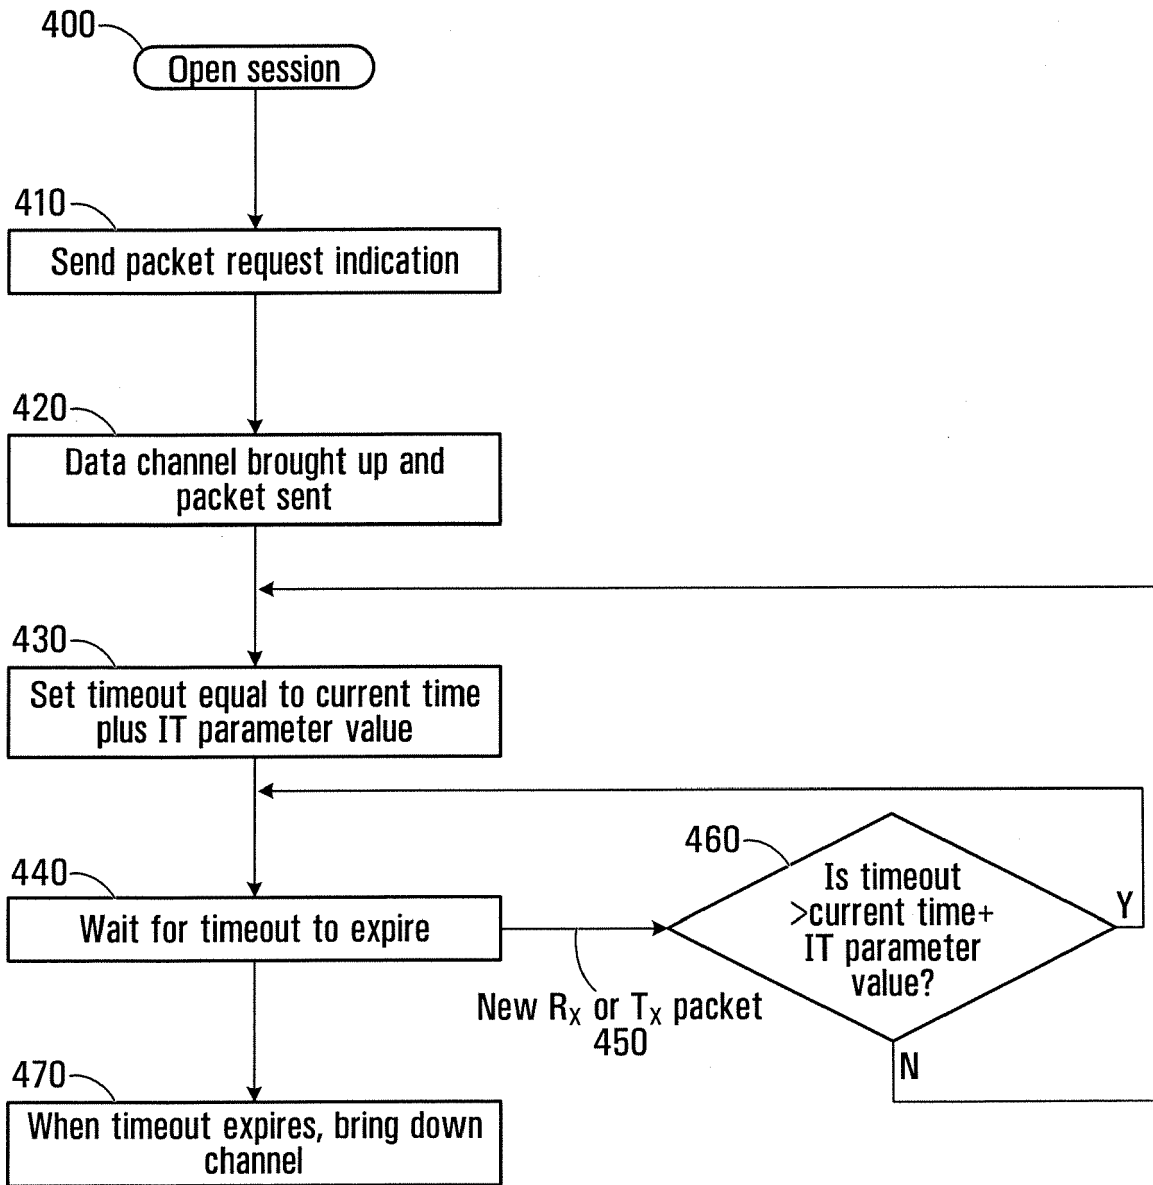 400
Open session
410
Send packet request indication
420
Data channel brought up and
packet sent
430
Set timeout equal to current time
plus IT parameter value
440
Wait for timeout to expire
New Rx or Tx packet
450
460
Is timeout
>current time+
IT parameter
value?
Y
N
470
When timeout expires, bring down
channel